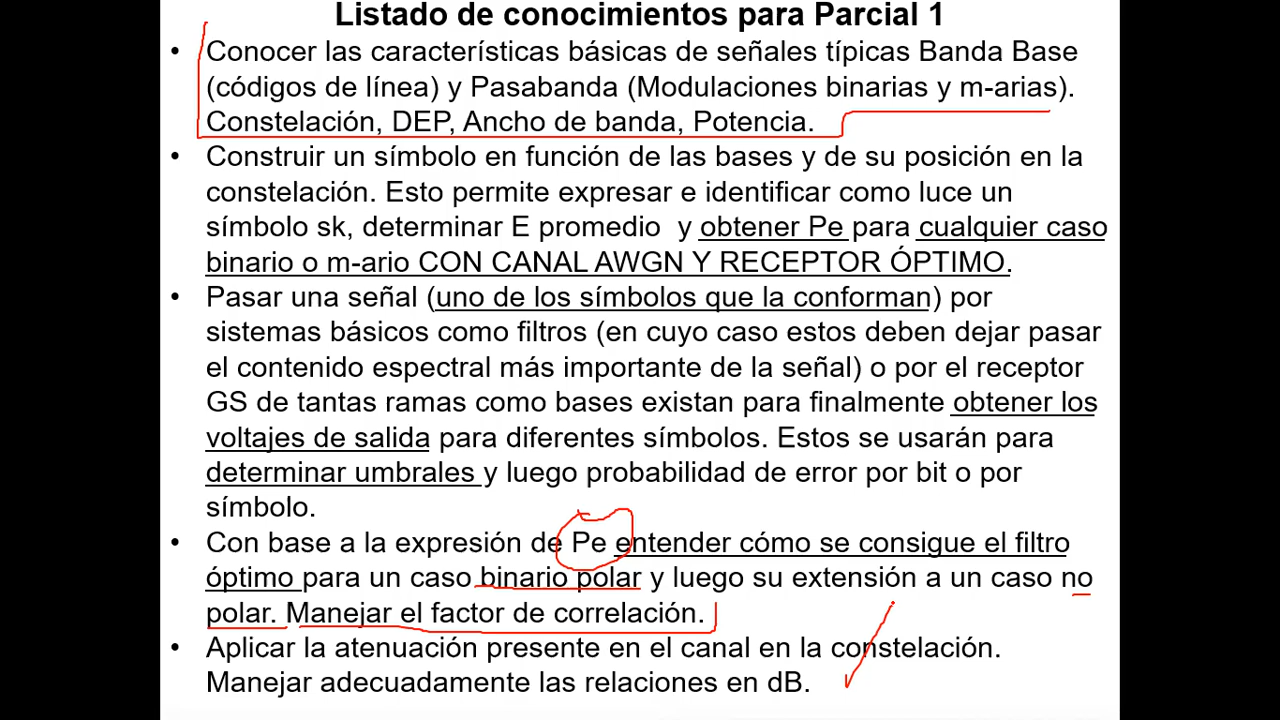 Listado de conocimientos para Parcial 1
• Conocer las características básicas de señales típicas Banda Base
(códigos de línea) y Pasabanda (Modulaciones binarias y m-arias).
Constelación, DEP, Ancho de banda, Potencia.
• Construir un símbolo en función de las bases y de su posición en la
constelación. Esto permite expresar e identificar como luce un
símbolo sk, determinar E promedio y obtener Pe para cualquier caso
binario o m-ario CON CANAL AWGN Y RECEPTOR ÓPTIMO.
• Pasar una señal (uno de los símbolos que la conforman) por
sistemas básicos como filtros (en cuyo caso estos deben dejar pasar
el contenido espectral más importante de la señal) o por el receptor
GS de tantas ramas como bases existan para finalmente obtener los
voltajes de salida para diferentes símbolos. Estos se usarán para
determinar umbrales y luego probabilidad de error por bit o por
símbolo.
• Con base a la expresión de Pe entender cómo se consigue el filtro
óptimo para un caso binario polar y luego su extensión a un caso no
polar. Manejar el factor de correlación.
• Aplicar la atenuación presente en el canal en la constelación.
Manejar adecuadamente las relaciones en dB.